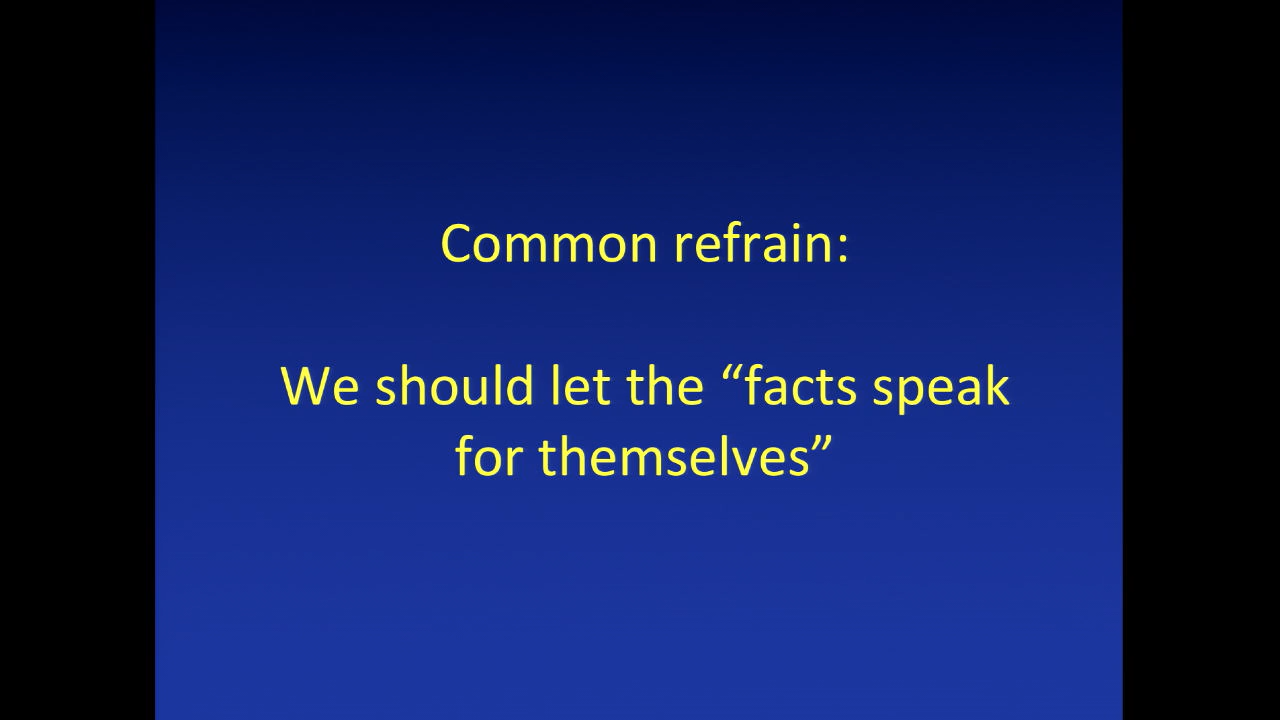 Common refrain:
We should let the “facts speak
for themselves”